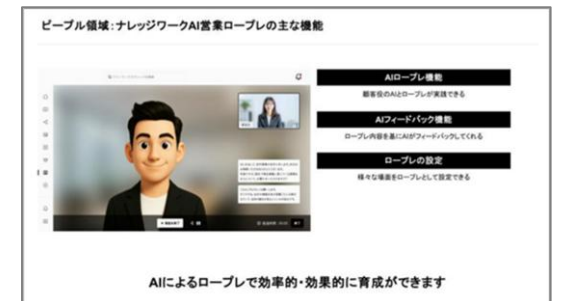 ピープル領域：ナレッジワークAI営業ロープレの主な機能
AIロープレ機能
顧客役のAIとロープレが実践できる
AIフィードバック機能
ロープレ内容を基にAIがフィードバックしてくれる
ロープレの設定
様々な場面をロープレとして設定できる
AIによるロープレで効率的・効果的に育成ができます